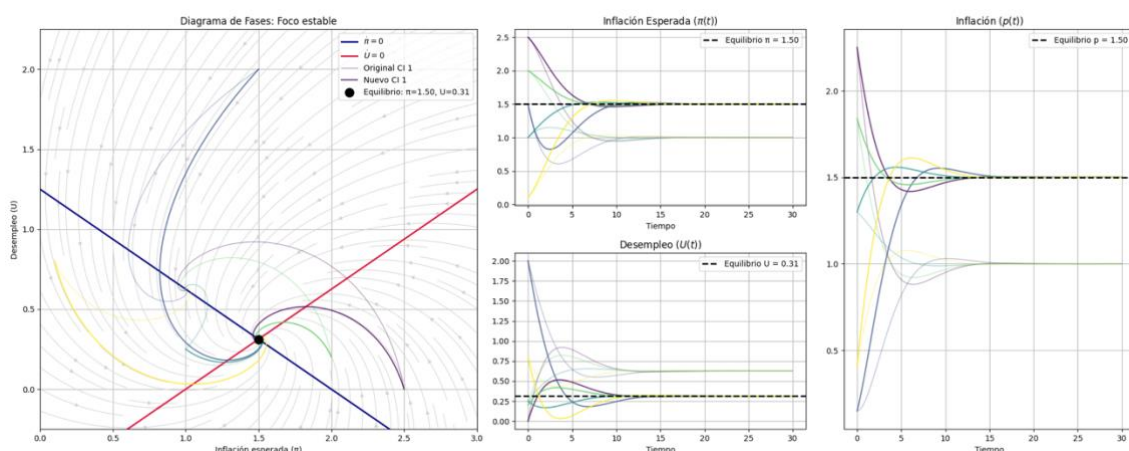 Diagrama de Fases: Foco estable
π̇ = 0
U̇ = 0
Original CI 1
Nuevo CI 1
Equilibrio: π=1.50, U=0.31
Desempleo (U)
2.0
1.5
1.0
0.5
0.0
0.0 0.5 1.0 1.5 2.0 2.5 3.0
Inflación esperada (π)
Inflación Esperada (π(t))
Equilibrio π = 1.50
2.5
2.0
1.5
1.0
0.5
0.0
0 5 10 15 20 25 30
Tiempo
Desempleo (U(t))
Equilibrio U = 0.31
2.00
1.75
1.50
1.25
1.00
0.75
0.50
0.25
0.00
0 5 10 15 20 25 30
Tiempo
Inflación (p(t))
Equilibrio p = 1.50
2.0
1.5
1.0
0.5
0 5 10 15 20 25 30
Tiempo